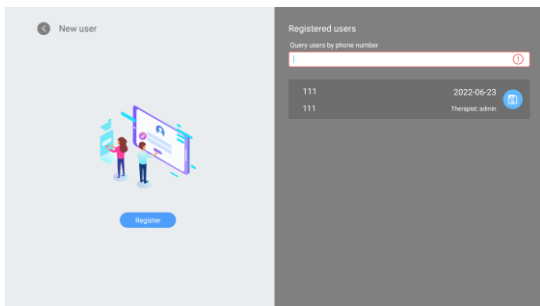 New user
Register
Registered users
Query users by phone number
111
2022-06-23
111
Therapist admin